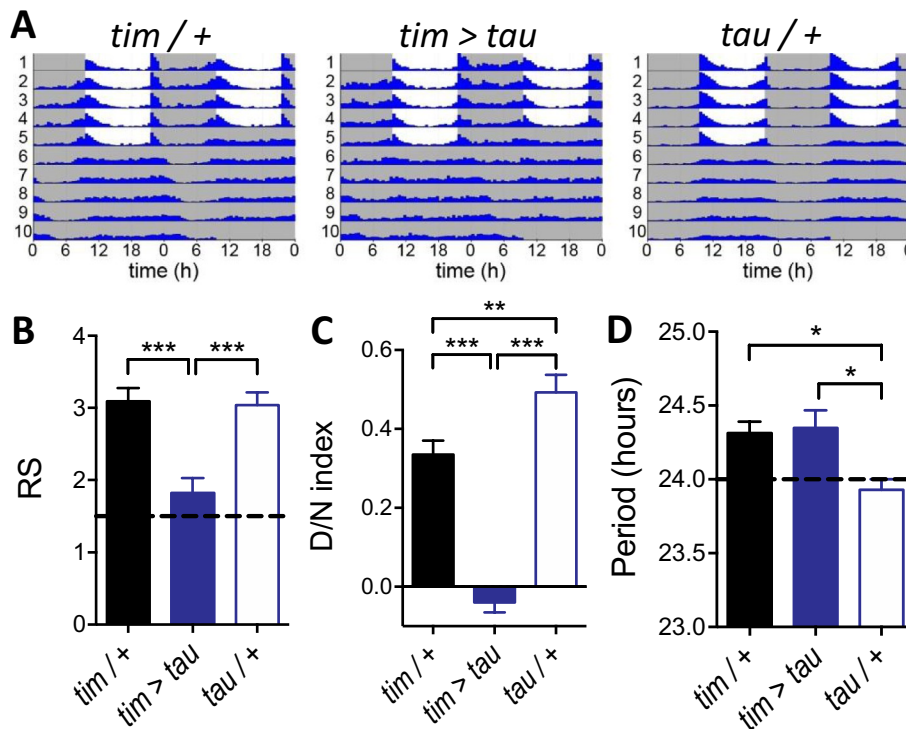 A
tim / +
tim > tau
tau / +
1
2
3
4
5
6
7
8
9
10
0 6 12 18 0 6 12 18 0
time (h)
1
2
3
4
5
6
7
8
9
10
0 6 12 18 0 6 12 18 0
time (h)
1
2
3
4
5
6
7
8
9
10
0 6 12 18 0 6 12 18 0
time (h)
B
RS
4
3
2
1
0
*** ***
tim / +
tim > tau
tau / +
C
D/N index
0.6
0.4
0.2
0.0
**
*** ***
tim / +
tim > tau
tau / +
D
Period (hours)
25.0
24.5
24.0
23.5
23.0
*
*
tim / +
tim > tau
tau / +